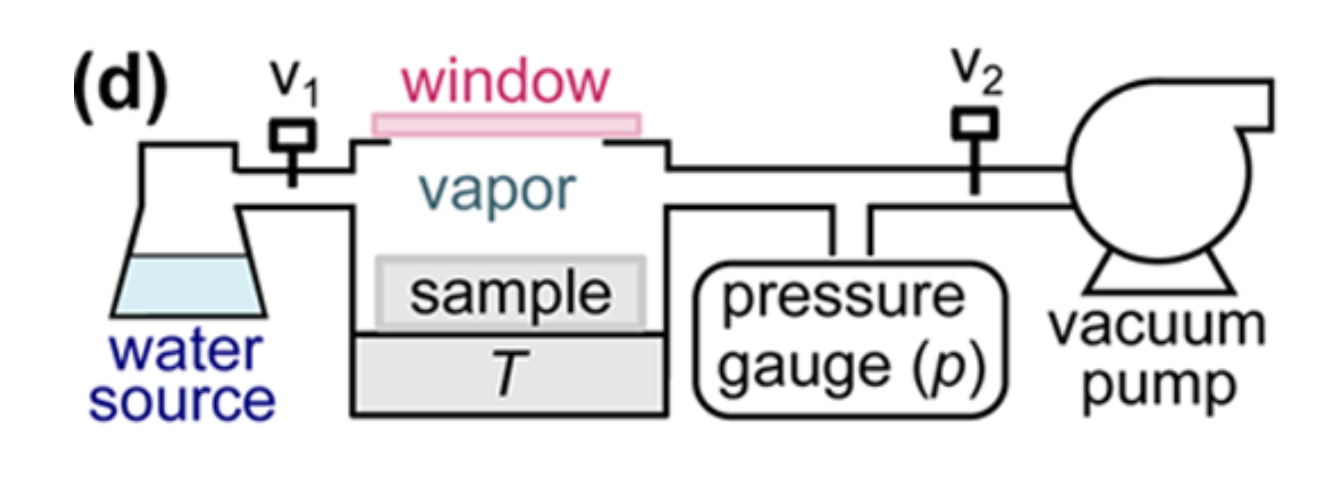 (d)
V₁
window
V₂
vapor
sample
T
water
source
pressure
gauge (p)
vacuum
pump